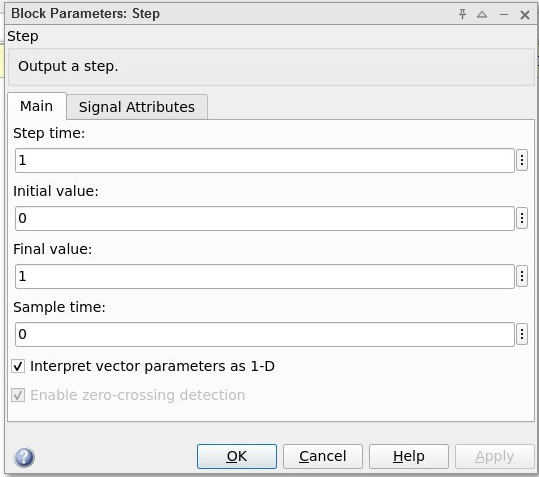 Block Parameters: Step
Step
Output a step.
Main Signal Attributes
Step time:
1
Initial value:
0
Final value:
1
Sample time:
0
Interpret vector parameters as 1-D
Enable zero-crossing detection
? OK Cancel Help Apply